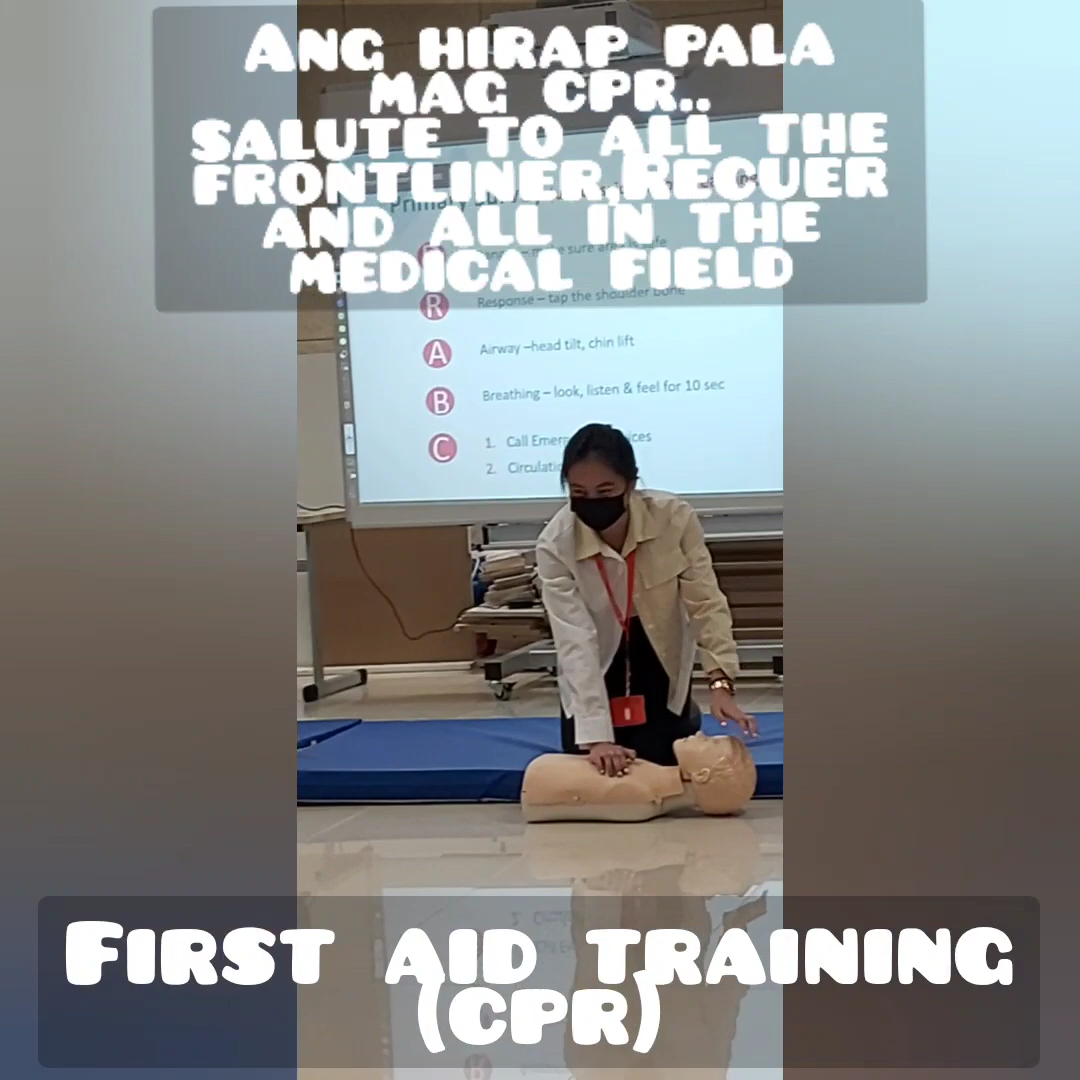 Ang hirap pala
mag CPR..
salute to all the
frontliner,Recuer
and all in the
medical field
Primary
R Response – tap the shoulder bone
A Airway –head tilt, chin lift
B Breathing – look, listen & feel for 10 sec
C 1. Call
2.
First aid training
(CPR)